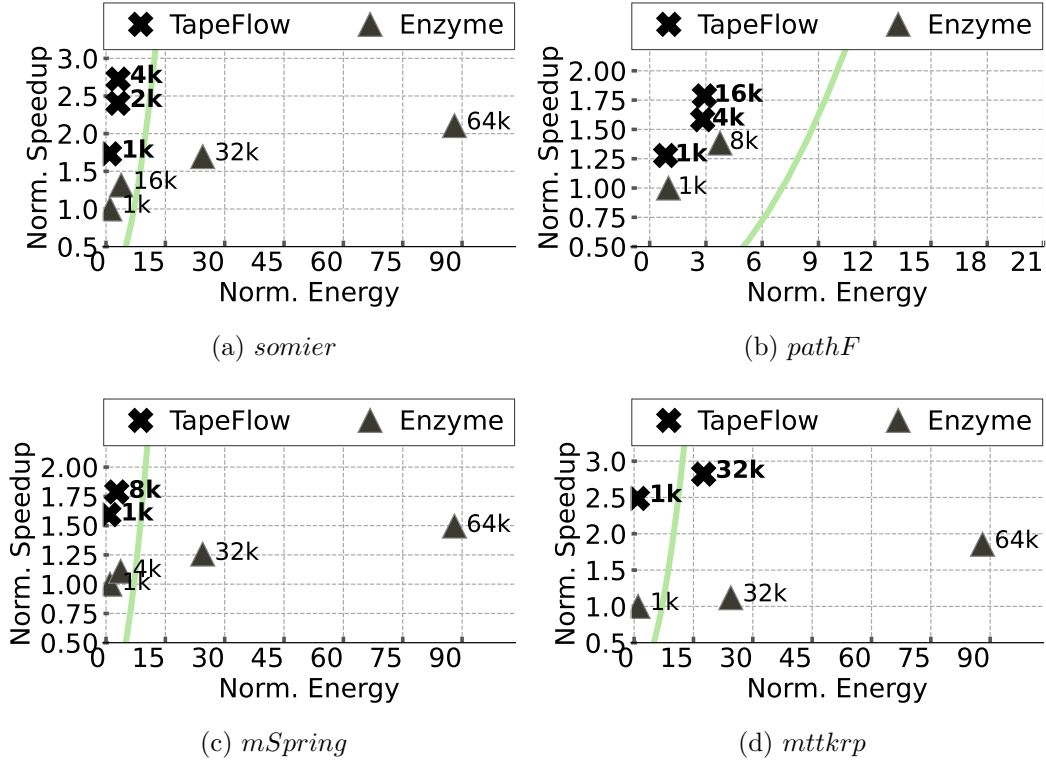 TapeFlow Enzyme
Norm. Speedup
3.0
2.5
2.0
1.5
1.0
0.5
4k
2k
1k
16k
1k
32k
64k
0 15 30 45 60 75 90
Norm. Energy
(a) somier
TapeFlow Enzyme
Norm. Speedup
2.00
1.75
1.50
1.25
1.00
0.75
0.50
16k
4k
8k
1k
1k
0 3 6 9 12 15 18 21
Norm. Energy
(b) pathF
TapeFlow Enzyme
Norm. Speedup
2.00
1.75
1.50
1.25
1.00
0.75
0.50
8k
1k
4k
1k
32k
64k
0 15 30 45 60 75 90
Norm. Energy
(c) mSpring
TapeFlow Enzyme
Norm. Speedup
3.0
2.5
2.0
1.5
1.0
0.5
1k
32k
1k
32k
64k
0 15 30 45 60 75 90
Norm. Energy
(d) mttkrp